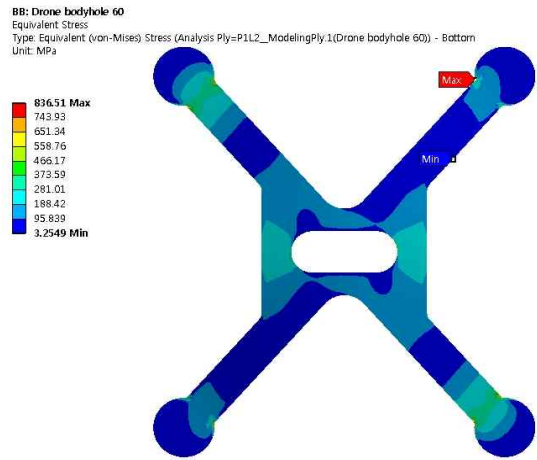 BB: Drone bodyhole 60
Equivalent Stress
Type: Equivalent (von-Mises) Stress (Analysis Ply=P1L2__ModelingPly.1(Drone bodyhole 60)) - Bottom
Unit: MPa
836.51 Max
743.93
651.34
558.76
466.17
373.59
281.01
188.42
95.839
3.2549 Min
Max
Min